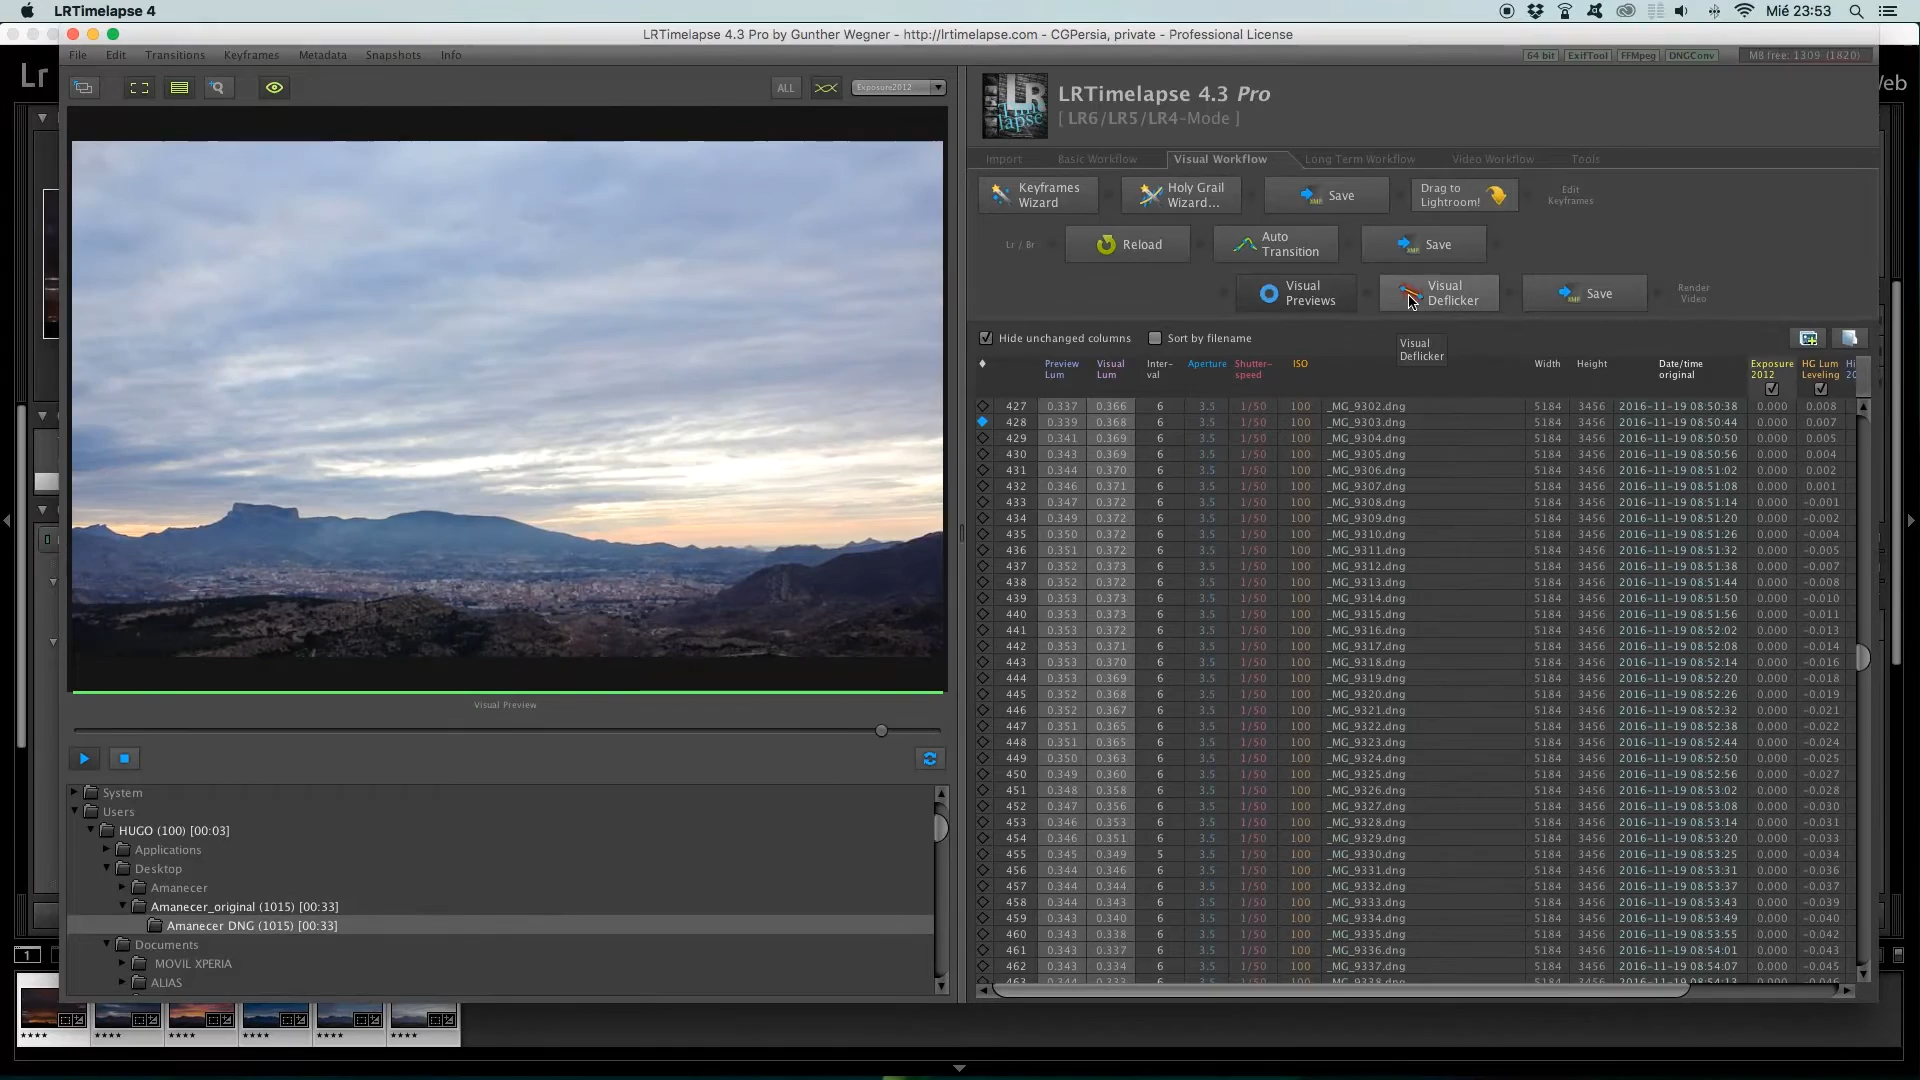 LRTimelapse 4
Mié 23:53
LRTimelapse 4.3 Pro by Gunther Wegner - http://lrtimelapse.com - CGPersia, private - Professional License
File Edit Transitions Keyframes Metadata Snapshots Info
64 bit ExifTool FFMpeg DNGConv MB free: 1309 (1820)
Lr
Web
ALL
Exposure2012
LR
Timelapse
LRTimelapse 4.3 Pro
[ LR6/LR5/LR4-Mode ]
Import Basic Workflow Visual Workflow Long Term Workflow Video Workflow Tools
Keyframes Wizard
Holy Grail Wizard...
Save
Drag to Lightroom!
Edit Keyframes
Lr / Br
Reload
Auto Transition
Save
Visual Previews
Visual Deflicker
Save
Render Video
Hide unchanged columns
Sort by filename
Visual Deflicker
Preview Lum Visual Lum Inter-val Aperture Shutter-speed ISO Width Height Date/time original Exposure 2012 HG Lum Leveling
427 0.337 0.366 6 3.5 1/50 100 _MG_9302.dng 5184 3456 2016-11-19 08:50:38 0.000 0.008
428 0.339 0.368 6 3.5 1/50 100 _MG_9303.dng 5184 3456 2016-11-19 08:50:44 0.000 0.007
429 0.341 0.369 6 3.5 1/50 100 _MG_9304.dng 5184 3456 2016-11-19 08:50:50 0.000 0.005
430 0.343 0.369 6 3.5 1/50 100 _MG_9305.dng 5184 3456 2016-11-19 08:50:56 0.000 0.004
431 0.344 0.370 6 3.5 1/50 100 _MG_9306.dng 5184 3456 2016-11-19 08:51:02 0.000 0.002
432 0.346 0.371 6 3.5 1/50 100 _MG_9307.dng 5184 3456 2016-11-19 08:51:08 0.000 0.001
433 0.347 0.372 6 3.5 1/50 100 _MG_9308.dng 5184 3456 2016-11-19 08:51:14 0.000 -0.001
434 0.349 0.372 6 3.5 1/50 100 _MG_9309.dng 5184 3456 2016-11-19 08:51:20 0.000 -0.002
435 0.350 0.372 6 3.5 1/50 100 _MG_9310.dng 5184 3456 2016-11-19 08:51:26 0.000 -0.004
436 0.351 0.372 6 3.5 1/50 100 _MG_9311.dng 5184 3456 2016-11-19 08:51:32 0.000 -0.005
437 0.352 0.373 6 3.5 1/50 100 _MG_9312.dng 5184 3456 2016-11-19 08:51:38 0.000 -0.007
438 0.352 0.373 6 3.5 1/50 100 _MG_9313.dng 5184 3456 2016-11-19 08:51:44 0.000 -0.008
439 0.353 0.373 6 3.5 1/50 100 _MG_9314.dng 5184 3456 2016-11-19 08:51:50 0.000 -0.010
440 0.353 0.373 6 3.5 1/50 100 _MG_9315.dng 5184 3456 2016-11-19 08:51:56 0.000 -0.011
441 0.353 0.372 6 3.5 1/50 100 _MG_9316.dng 5184 3456 2016-11-19 08:52:02 0.000 -0.013
442 0.353 0.371 6 3.5 1/50 100 _MG_9317.dng 5184 3456 2016-11-19 08:52:08 0.000 -0.014
443 0.353 0.370 6 3.5 1/50 100 _MG_9318.dng 5184 3456 2016-11-19 08:52:14 0.000 -0.016
444 0.353 0.369 6 3.5 1/50 100 _MG_9319.dng 5184 3456 2016-11-19 08:52:20 0.000 -0.018
445 0.352 0.368 6 3.5 1/50 100 _MG_9320.dng 5184 3456 2016-11-19 08:52:26 0.000 -0.019
446 0.352 0.367 6 3.5 1/50 100 _MG_9321.dng 5184 3456 2016-11-19 08:52:32 0.000 -0.021
447 0.351 0.365 6 3.5 1/50 100 _MG_9322.dng 5184 3456 2016-11-19 08:52:38 0.000 -0.022
448 0.351 0.365 6 3.5 1/50 100 _MG_9323.dng 5184 3456 2016-11-19 08:52:44 0.000 -0.024
449 0.350 0.363 6 3.5 1/50 100 _MG_9324.dng 5184 3456 2016-11-19 08:52:50 0.000 -0.025
450 0.349 0.360 6 3.5 1/50 100 _MG_9325.dng 5184 3456 2016-11-19 08:52:56 0.000 -0.027
451 0.348 0.358 6 3.5 1/50 100 _MG_9326.dng 5184 3456 2016-11-19 08:53:02 0.000 -0.028
452 0.347 0.356 6 3.5 1/50 100 _MG_9327.dng 5184 3456 2016-11-19 08:53:08 0.000 -0.030
453 0.346 0.353 6 3.5 1/50 100 _MG_9328.dng 5184 3456 2016-11-19 08:53:14 0.000 -0.031
454 0.346 0.351 6 3.5 1/50 100 _MG_9329.dng 5184 3456 2016-11-19 08:53:20 0.000 -0.033
455 0.345 0.349 5 3.5 1/50 100 _MG_9330.dng 5184 3456 2016-11-19 08:53:25 0.000 -0.034
456 0.344 0.346 6 3.5 1/50 100 _MG_9331.dng 5184 3456 2016-11-19 08:53:31 0.000 -0.036
457 0.344 0.344 6 3.5 1/50 100 _MG_9332.dng 5184 3456 2016-11-19 08:53:37 0.000 -0.037
458 0.344 0.343 6 3.5 1/50 100 _MG_9333.dng 5184 3456 2016-11-19 08:53:43 0.000 -0.039
459 0.343 0.340 6 3.5 1/50 100 _MG_9334.dng 5184 3456 2016-11-19 08:53:49 0.000 -0.040
460 0.343 0.338 6 3.5 1/50 100 _MG_9335.dng 5184 3456 2016-11-19 08:53:55 0.000 -0.042
461 0.343 0.337 6 3.5 1/50 100 _MG_9336.dng 5184 3456 2016-11-19 08:54:01 0.000 -0.043
462 0.343 0.334 6 3.5 1/50 100 _MG_9337.dng 5184 3456 2016-11-19 08:54:07 0.000 -0.045
Visual Preview
System
Users
HUGO (100) [00:03]
Applications
Desktop
Amanecer
Amanecer_original (1015) [00:33]
Amanecer DNG (1015) [00:33]
Documents
MOVIL XPERIA
ALIAS
1